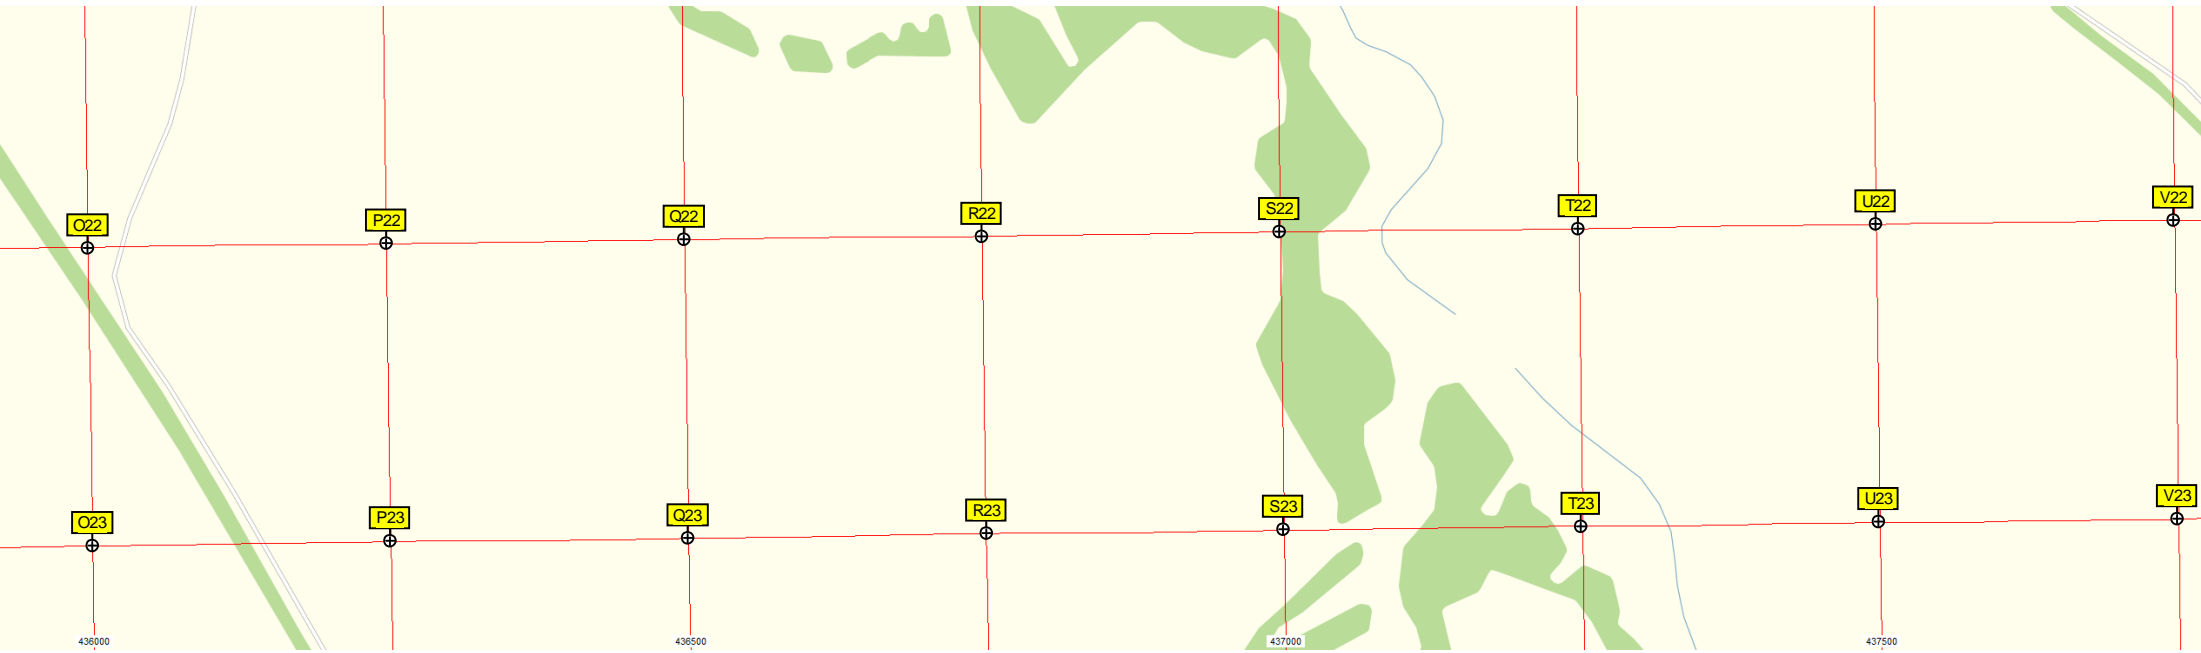 O22 P22 Q22 R22 S22 T22 U22 V22
O23 P23 Q23 R23 S23 T23 U23 V23
436000 436500 437000 437500